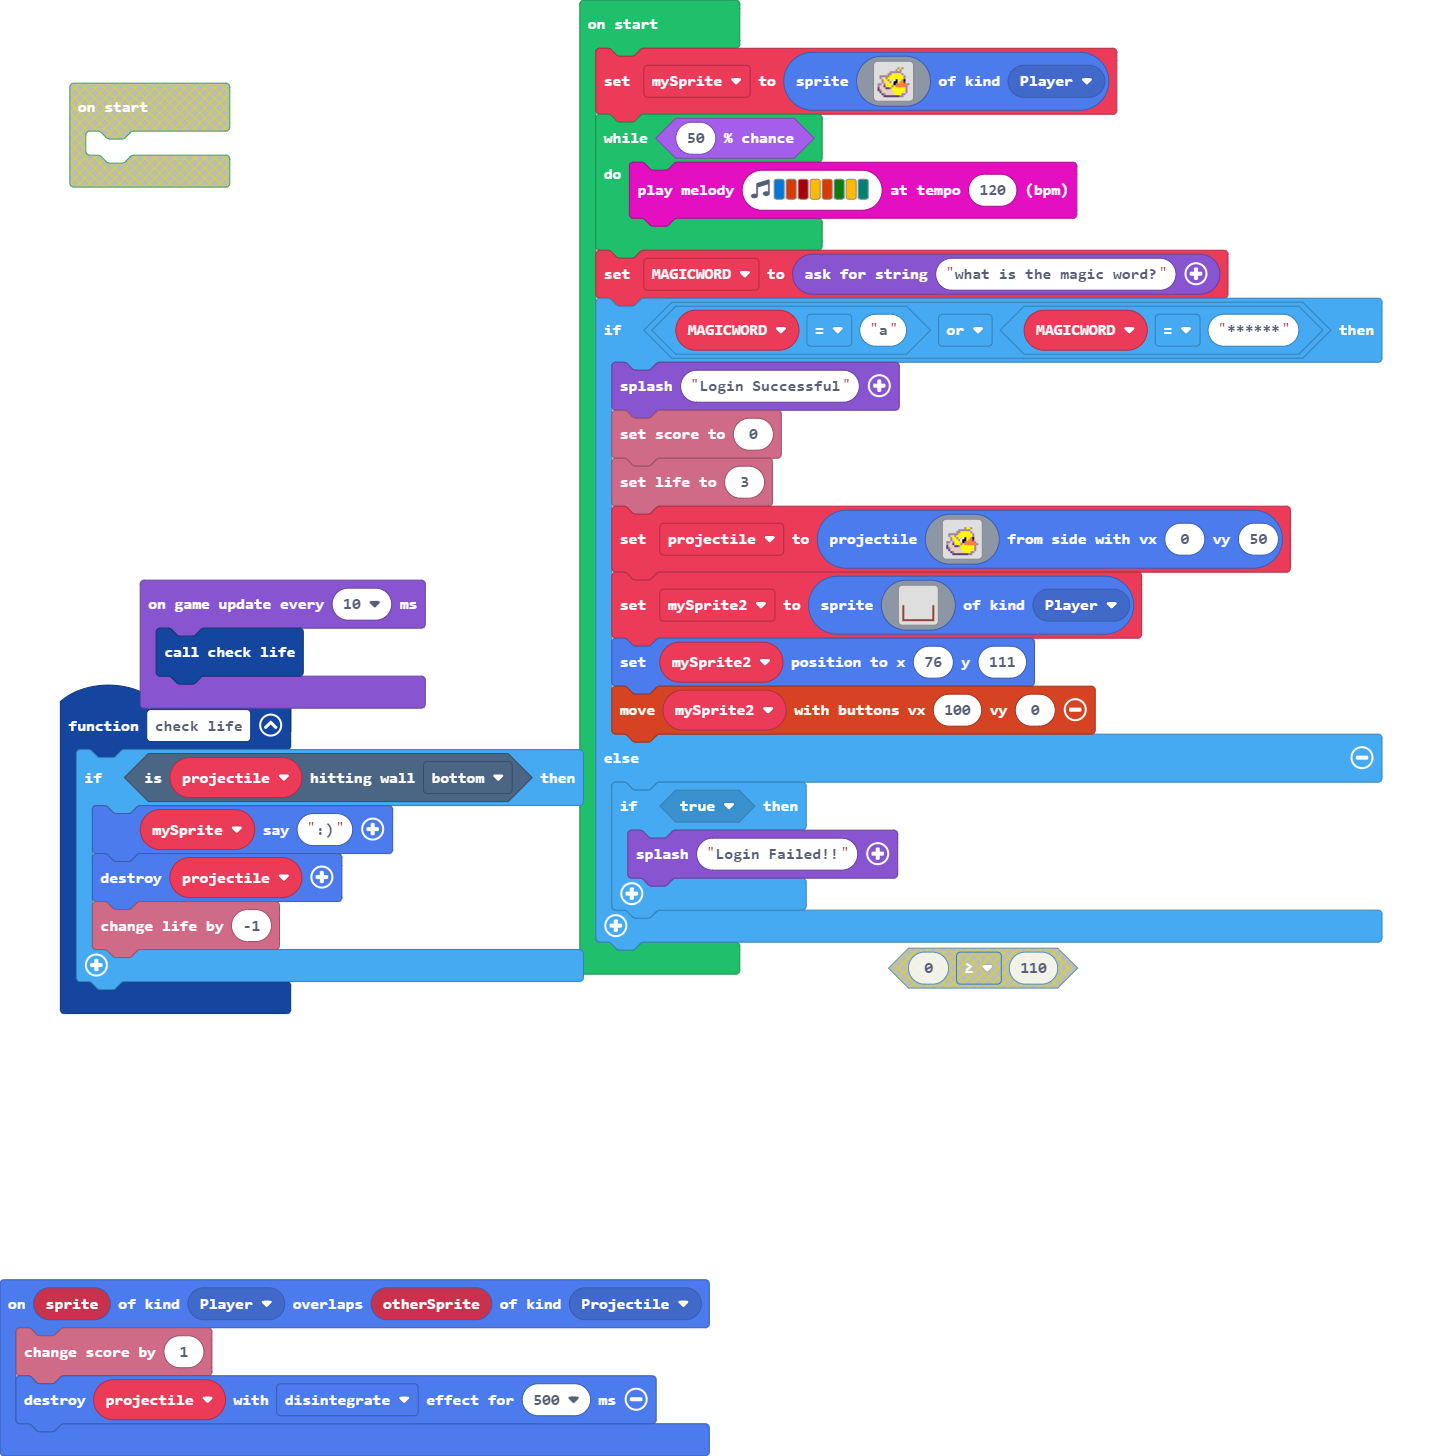 on start
on start
set mySprite to sprite of kind Player
while 50 % chance
do play melody at tempo 120 (bpm)
set MAGICWORD to ask for string "what is the magic word?"
if MAGICWORD = "a" or MAGICWORD = "******" then
splash "Login Successful"
set score to 0
set life to 3
set projectile to projectile from side with vx 0 vy 50
set mySprite2 to sprite of kind Player
set mySprite2 position to x 76 y 111
move mySprite2 with buttons vx 100 vy 0
else
if true then
splash "Login Failed!!"
0 ≥ 110
on game update every 10 ms
call check life
function check life
if is projectile hitting wall bottom then
mySprite say ":)"
destroy projectile
change life by -1
on sprite of kind Player overlaps otherSprite of kind Projectile
change score by 1
destroy projectile with disintegrate effect for 500 ms